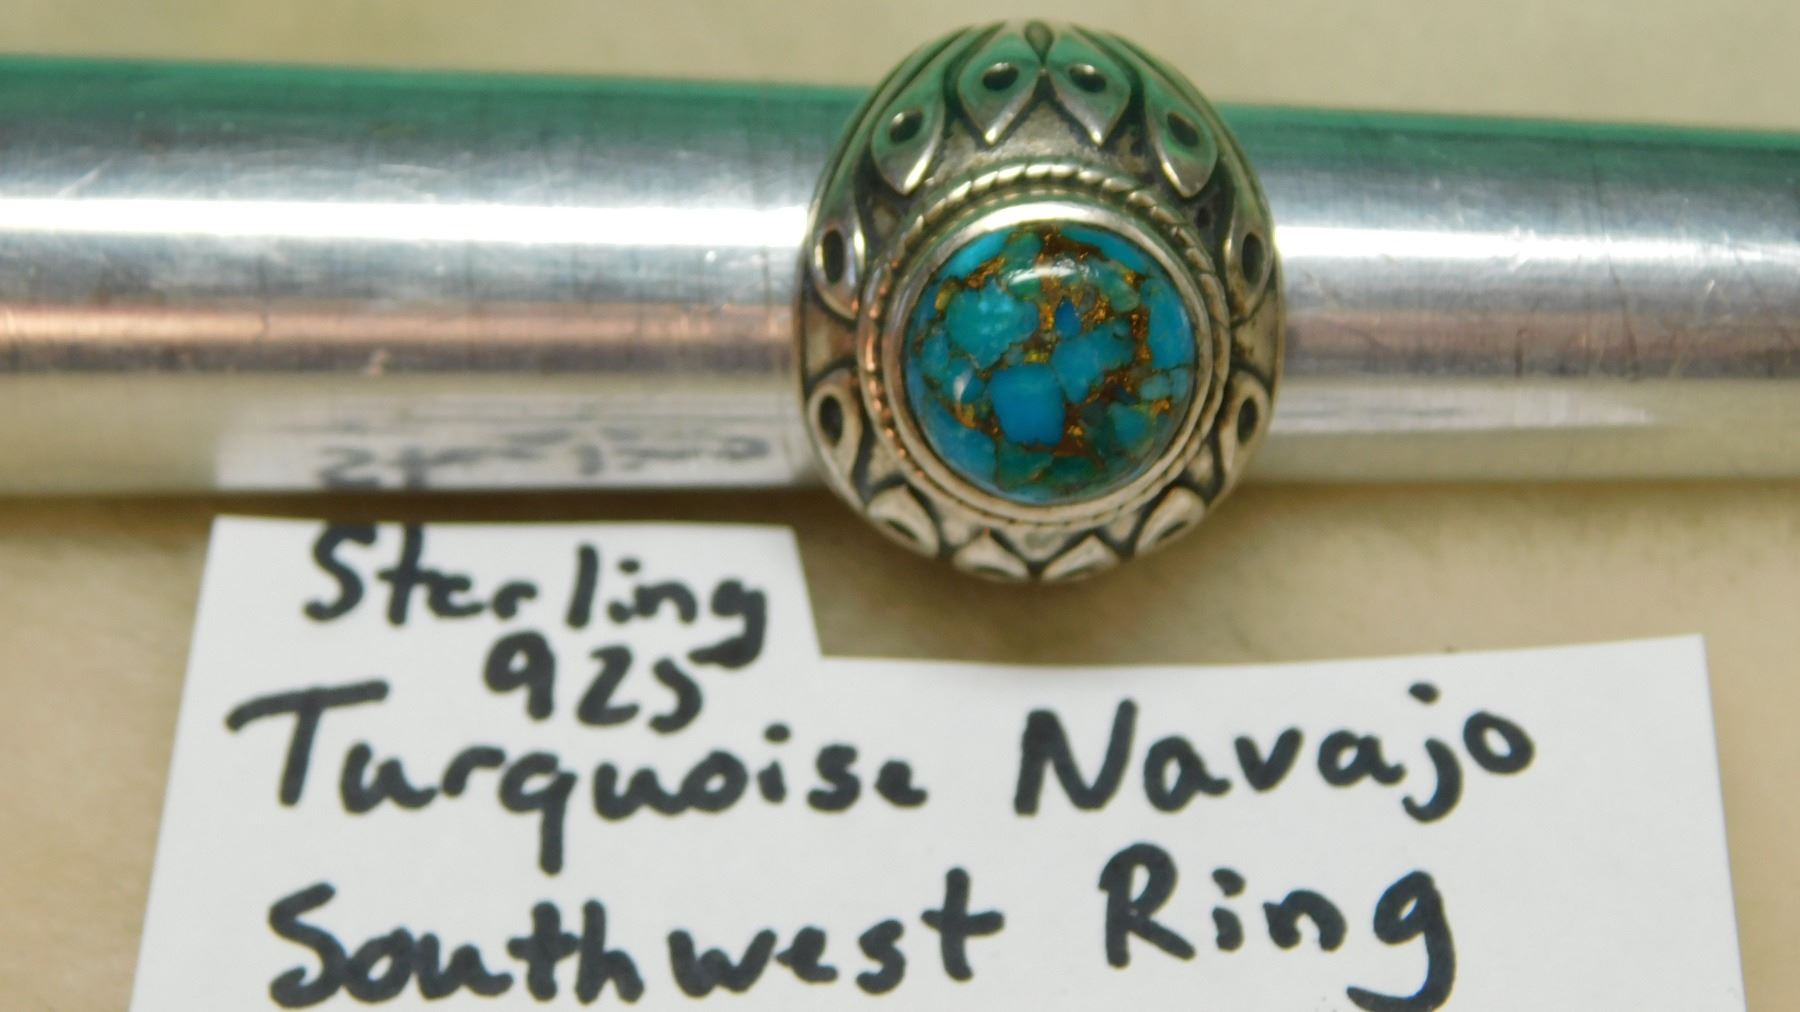 Sterling
925
Turquoise Navajo
Southwest Ring